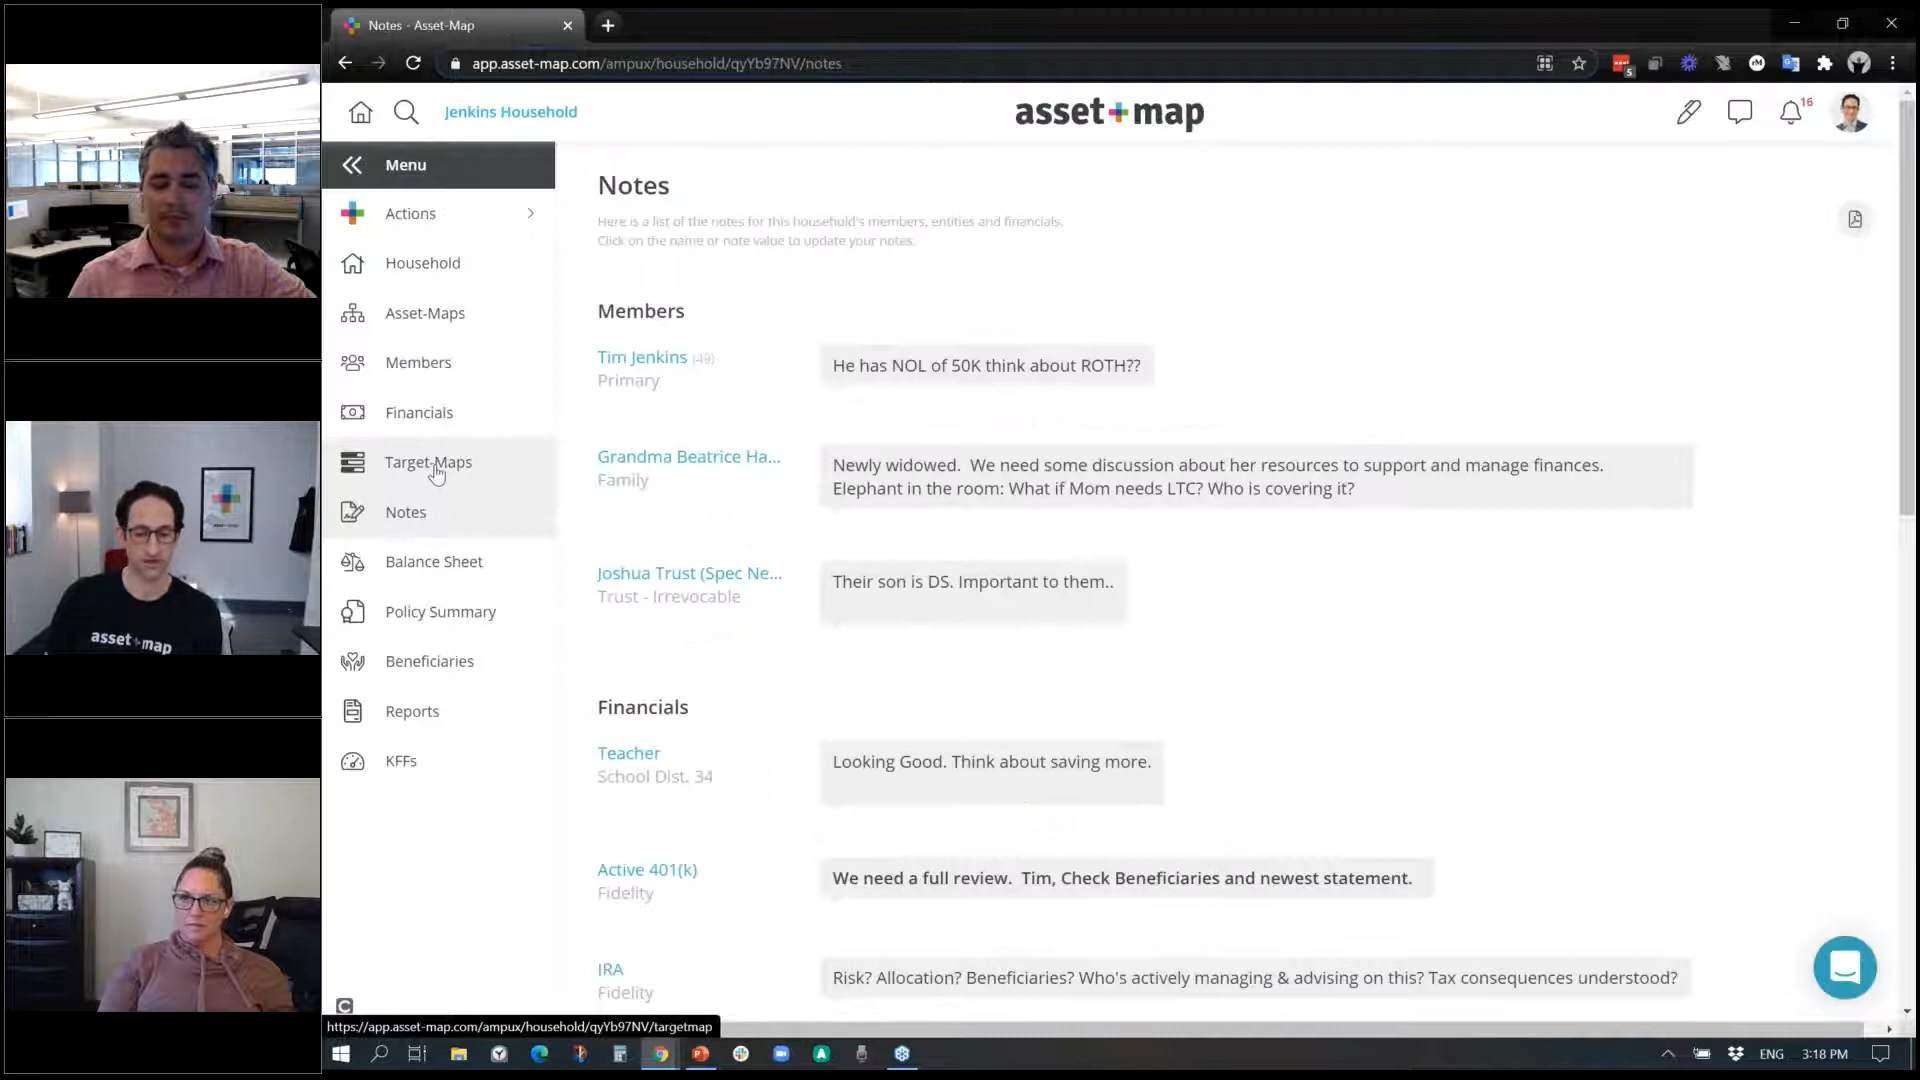 Notes - Asset-Map
app.asset-map.com/ampux/household/qyYb97NV/notes
5
Jenkins Household
asset map
16
Menu
Actions
Household
Asset-Maps
Members
Financials
Target-Maps
Notes
Balance Sheet
Policy Summary
Beneficiaries
Reports
KFFs
Notes
Here is a list of the notes for this household's members, entities and financials.
Click on the name or note value to update your notes.
Members
Tim Jenkins (49)
Primary
He has NOL of 50K think about ROTH??
Grandma Beatrice Ha...
Family
Newly widowed. We need some discussion about her resources to support and manage finances.
Elephant in the room: What if Mom needs LTC? Who is covering it?
Joshua Trust (Spec Ne...
Trust - Irrevocable
Their son is DS. Important to them..
Financials
Teacher
School Dist. 34
Looking Good. Think about saving more.
Active 401(k)
Fidelity
We need a full review. Tim, Check Beneficiaries and newest statement.
IRA
Fidelity
Risk? Allocation? Beneficiaries? Who's actively managing & advising on this? Tax consequences understood?
https://app.asset-map.com/ampux/household/qyYb97NV/targetmap
ENG
3:18 PM
asset map